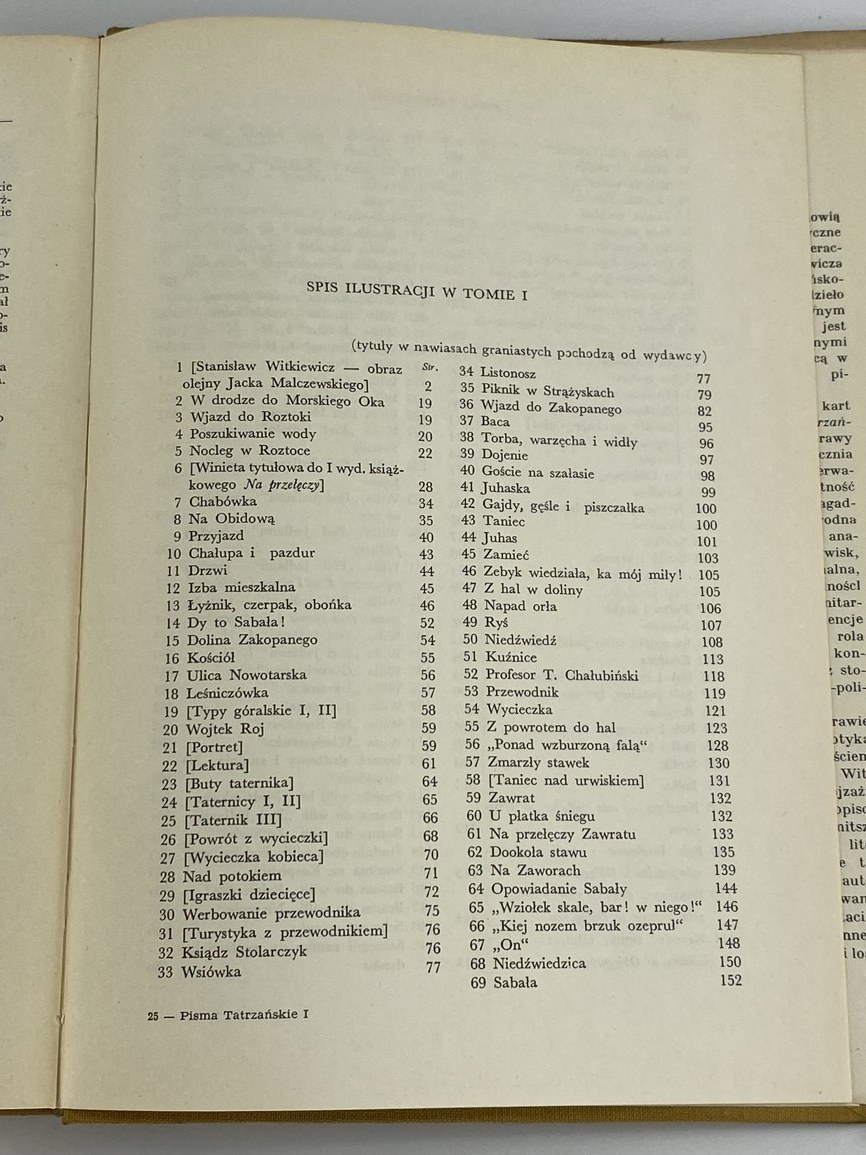 SPIS ILUSTRACJI W TOMIE I
(tytuły w nawiasach graniastych pochodzą od wydawcy)
Str.
1 [Stanisław Witkiewicz — obraz
olejny Jacka Malczewskiego] 2
2 W drodze do Morskiego Oka 19
3 Wjazd do Roztoki 19
4 Poszukiwanie wody 20
5 Nocleg w Roztoce 22
6 [Winieta tytułowa do I wyd. książ-
kowego Na przełęczy] 28
7 Chabówka 34
8 Na Obidową 35
9 Przyjazd 40
10 Chałupa i pazdur 43
11 Drzwi 44
12 Izba mieszkalna 45
13 Łyżnik, czerpak, obońka 46
14 Dy to Sabała! 52
15 Dolina Zakopanego 54
16 Kościół 55
17 Ulica Nowotarska 56
18 Leśniczówka 57
19 [Typy góralskie I, II] 58
20 Wojtek Roj 59
21 [Portret] 59
22 [Lektura] 61
23 [Buty taternika] 64
24 [Taternicy I, II] 65
25 [Taternik III] 66
26 [Powrót z wycieczki] 68
27 [Wycieczka kobieca] 70
28 Nad potokiem 71
29 [Igraszki dziecięce] 72
30 Werbowanie przewodnika 75
31 [Turystyka z przewodnikiem] 76
32 Ksiądz Stolarczyk 76
33 Wsiówka 77
34 Listonosz 77
35 Piknik w Strążyskach 79
36 Wjazd do Zakopanego 82
37 Baca 95
38 Torba, warzęcha i widły 96
39 Dojenie 97
40 Goście na szałasie 98
41 Juhaska 99
42 Gajdy, gęśle i piszczałka 100
43 Taniec 100
44 Juhas 101
45 Zamieć 103
46 Zebyk wiedziała, ka mój miły! 105
47 Z hal w doliny 105
48 Napad orła 106
49 Ryś 107
50 Niedźwiedź 108
51 Kuźnice 113
52 Profesor T. Chałubiński 118
53 Przewodnik 119
54 Wycieczka 121
55 Z powrotem do hal 123
56 „Ponad wzburzoną falą“ 128
57 Zmarzły stawek 130
58 [Taniec nad urwiskiem] 131
59 Zawrat 132
60 U płatka śniegu 132
61 Na przełęczy Zawratu 133
62 Dookoła stawu 135
63 Na Zaworach 139
64 Opowiadanie Sabały 144
65 „Wziołek skałe, bar! w niego!“ 146
66 „Kiej nozem brzuk ozepruł“ 147
67 „On“ 148
68 Niedźwiedzica 150
69 Sabała 152
25 — Pisma Tatrzańskie I